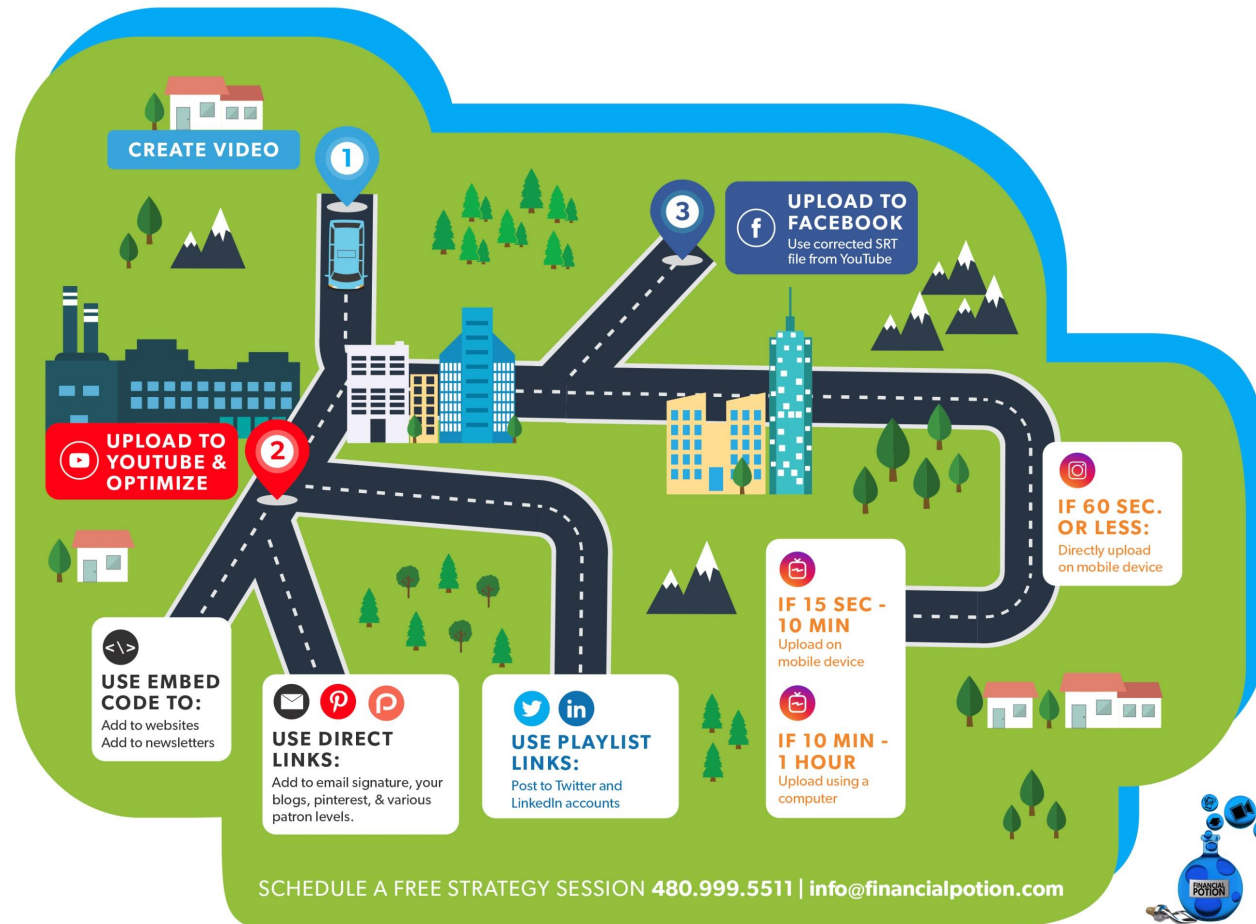 CREATE VIDEO
1
3
UPLOAD TO
FACEBOOK
Use corrected SRT
file from YouTube
f
UPLOAD TO
YOUTUBE &
OPTIMIZE
2
IF 60 SEC.
OR LESS:
Directly upload
on mobile device
IF 15 SEC -
10 MIN
Upload on
mobile device
IF 10 MIN -
1 HOUR
Upload using a
computer
<\>
USE EMBED
CODE TO:
Add to websites
Add to newsletters
USE DIRECT
LINKS:
Add to email signature, your
blogs, pinterest, & various
patron levels.
in
USE PLAYLIST
LINKS:
Post to Twitter and
LinkedIn accounts
SCHEDULE A FREE STRATEGY SESSION 480.999.5511 | info@financialpotion.com
FINANCIAL
POTION